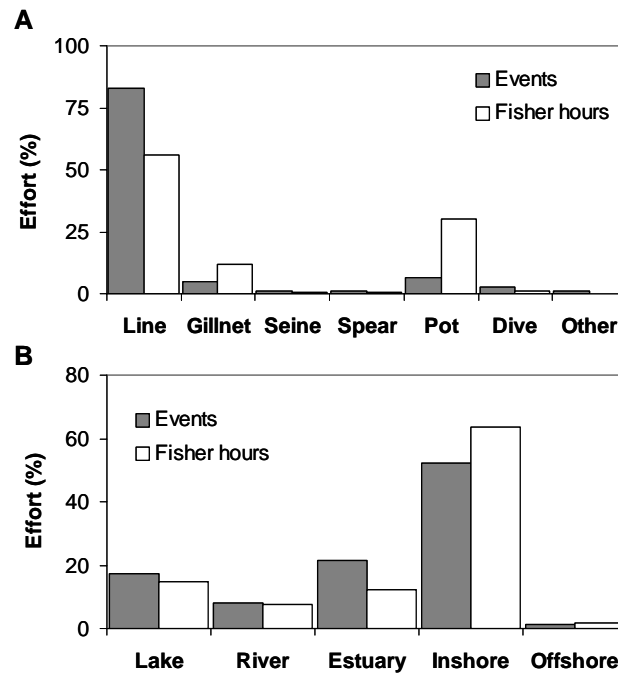 A
100
75
50
25
0
Effort (%)
Events
Fisher hours
Line Gillnet Seine Spear Pot Dive Other
B
80
60
40
20
0
Effort (%)
Events
Fisher hours
Lake River Estuary Inshore Offshore